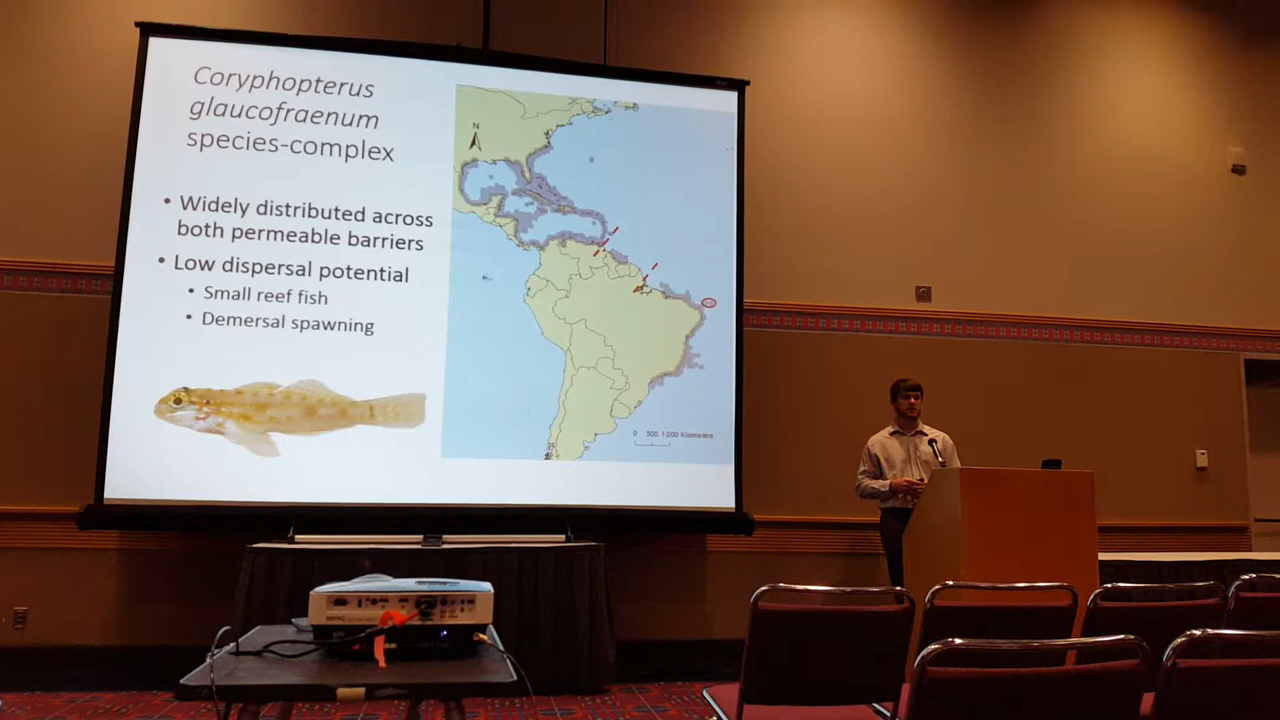 Coryphopterus
glaucofraenum
species-complex
• Widely distributed across
both permeable barriers
• Low dispersal potential
• Small reef fish
• Demersal spawning
N
0 500 1 000 Kilometers
BenQ